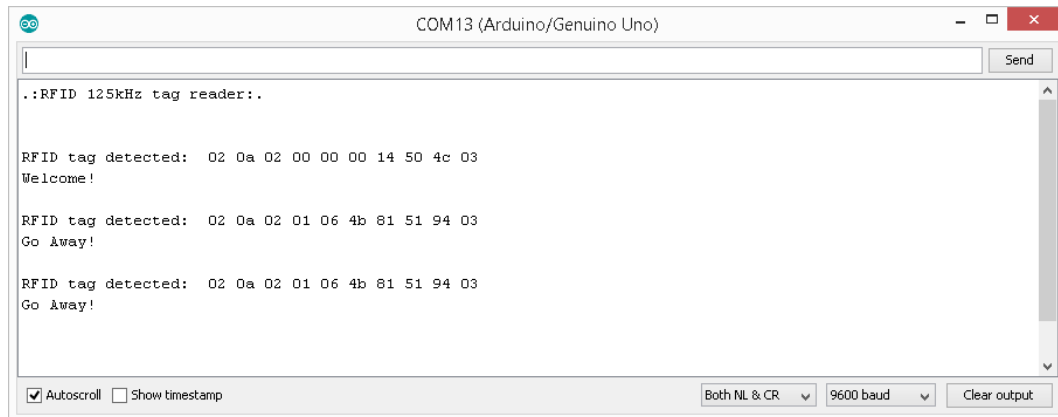 COM13 (Arduino/Genuino Uno)
Send
.:RFID 125kHz tag reader:.
RFID tag detected:  02 0a 02 00 00 00 14 50 4c 03
Welcome!
RFID tag detected:  02 0a 02 01 06 4b 81 51 94 03
Go Away!
RFID tag detected:  02 0a 02 01 06 4b 81 51 94 03
Go Away!
Autoscroll Show timestamp Both NL & CR 9600 baud Clear output